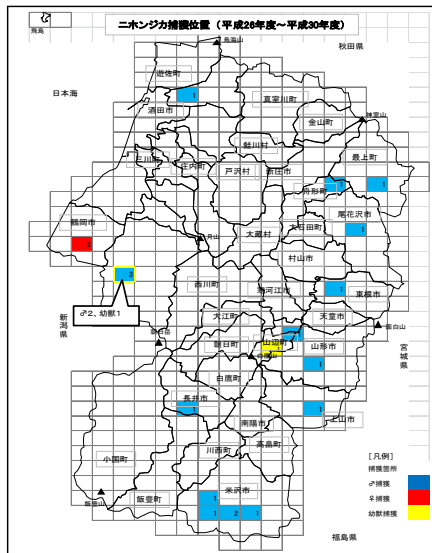 ニホンジカ捕獲位置（平成26年度～平成30年度）
飛島
鳥海山
秋田県
遊佐町
日本海
1
真室川町
酒田市
金山町
神室山
鮭川村
三川町
庄内町
戸沢村
新庄市
最上町
舟形町
1
1
鶴岡市
尾花沢市
大蔵村
大石田町
1
2
月山
村山市
3
西川町
寒河江市
1
東根市
♂2、幼獣1
大江町
天童市
新潟県
面白山
朝日岳
朝日町
山辺町
1
山形市
1
白鷹山
宮城県
1
白鷹町
長井市
1
1
上山市
南陽市
川西町
高畠町
小国町
[凡例]
捕獲箇所
♂捕獲
♀捕獲
幼獣捕獲
飯豊山
飯豊町
米沢市
1
1
2
1
福島県